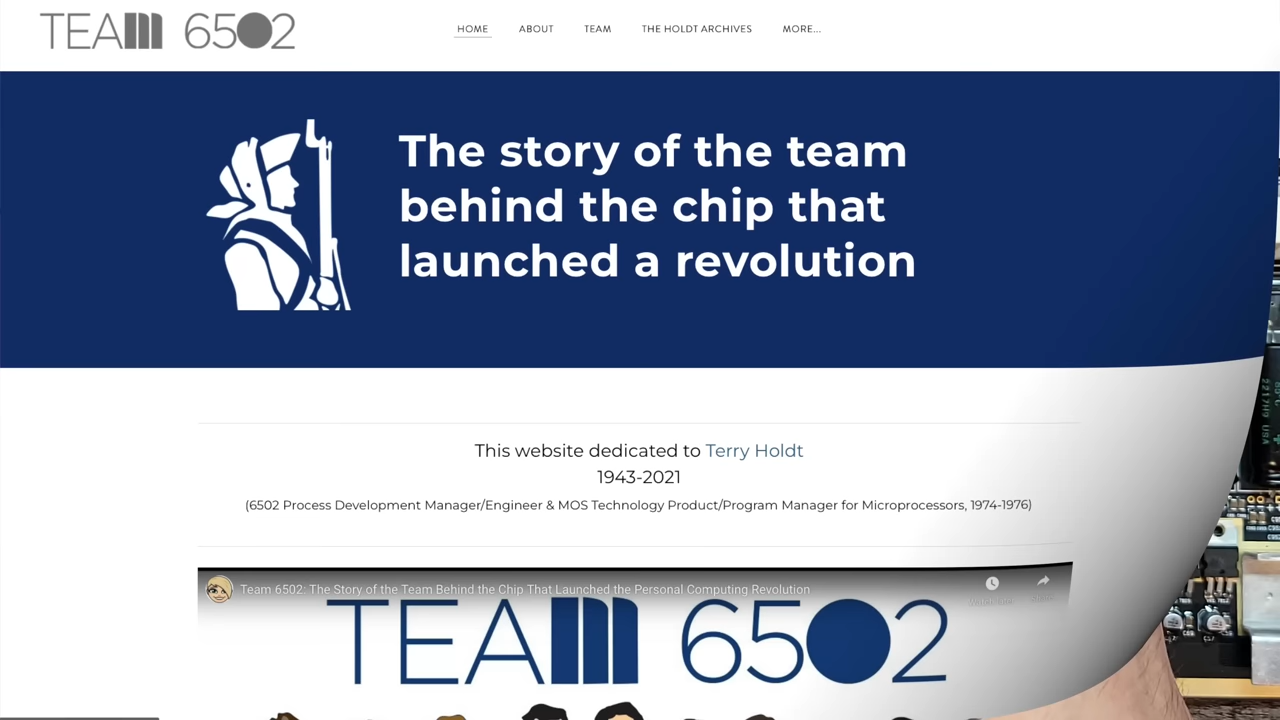 TEAM 6502
HOME ABOUT TEAM THE HOLDT ARCHIVES MORE...
The story of the team
behind the chip that
launched a revolution
This website dedicated to Terry Holdt
1943-2021
(6502 Process Development Manager/Engineer & MOS Technology Product/Program Manager for Microprocessors, 1974-1976)
Team 6502: The Story of the Team Behind the Chip That Launched the Personal Computing Revolution
TEAM 6502